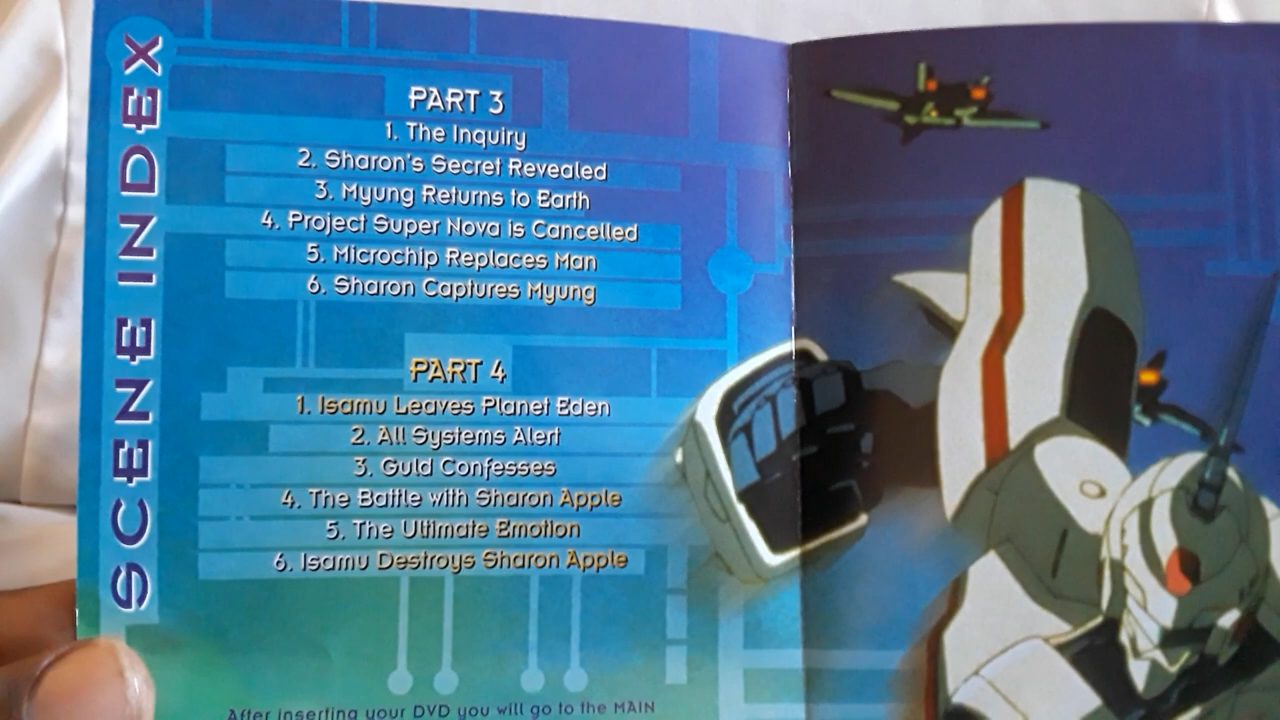 SCENE INDEX
PART 3
1. The Inquiry
2. Sharon's Secret Revealed
3. Myung Returns to Earth
4. Project Super Nova is Cancelled
5. Microchip Replaces Man
6. Sharon Captures Myung
PART 4
1. Isamu Leaves Planet Eden
2. All Systems Alert
3. Guld Confesses
4. The Battle with Sharon Apple
5. The Ultimate Emotion
6. Isamu Destroys Sharon Apple
After inserting your DVD you will go to the MAIN